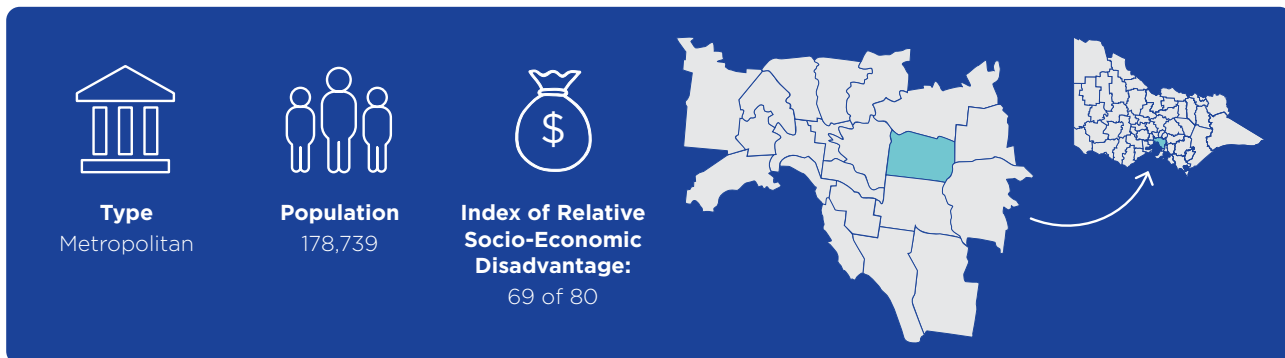 $
Type
Metropolitan
Population
178,739
Index of Relative
Socio-Economic
Disadvantage:
69 of 80